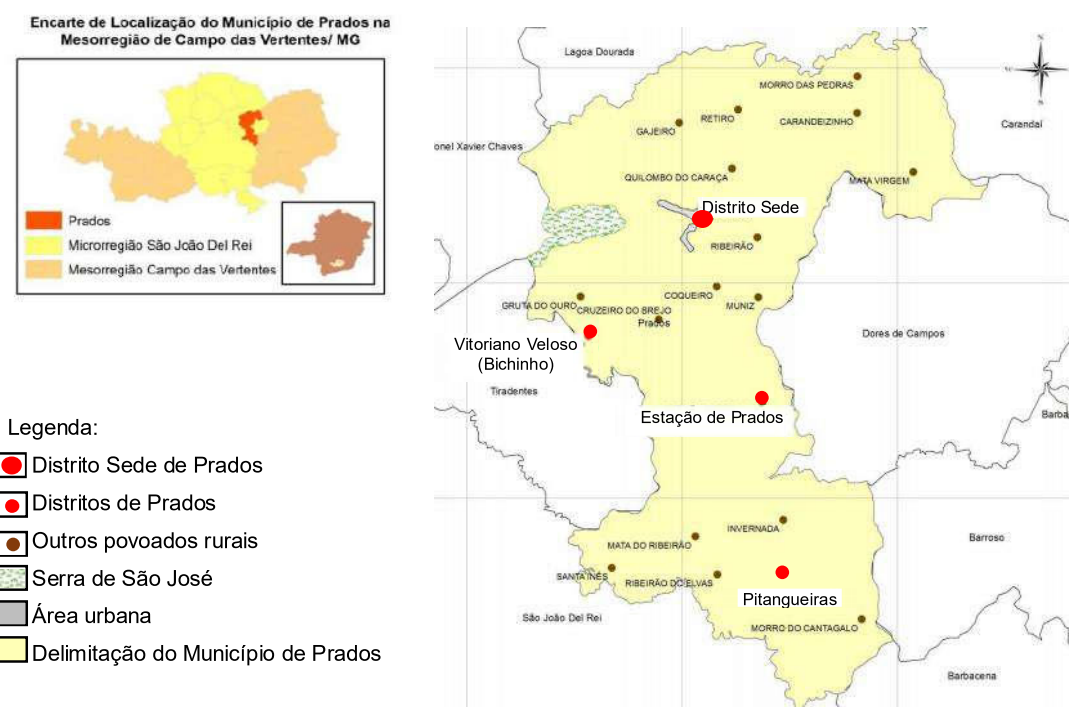 Encarte de Localização do Município de Prados na
Mesorregião de Campo das Vertentes/ MG
Prados
Microrregião São João Del Rei
Mesorregião Campo das Vertentes
Lagoa Dourada
N
S
MORRO DAS PEDRAS
RETIRO
CARANDEIZINHO
GAJEIRO
Carandaí
onel Xavier Chaves
QUILOMBO DO CARAÇA
MATA VIRGEM
Distrito Sede
RIBEIRÃO
COQUEIRO
GRUTA DO OURO
CRUZEIRO DO BREJO
MUNIZ
Prados
Dores de Campos
Vitoriano Veloso
(Bichinho)
Tiradentes
Estação de Prados
Barba
Legenda:
Distrito Sede de Prados
Distritos de Prados
Outros povoados rurais
Serra de São José
Área urbana
Delimitação do Município de Prados
INVERNADA
MATA DO RIBEIRÃO
Barroso
SANTA INÊS
RIBEIRÃO DO ELVAS
Pitangueiras
São João Del Rei
MORRO DO CANTAGALO
Barbacena